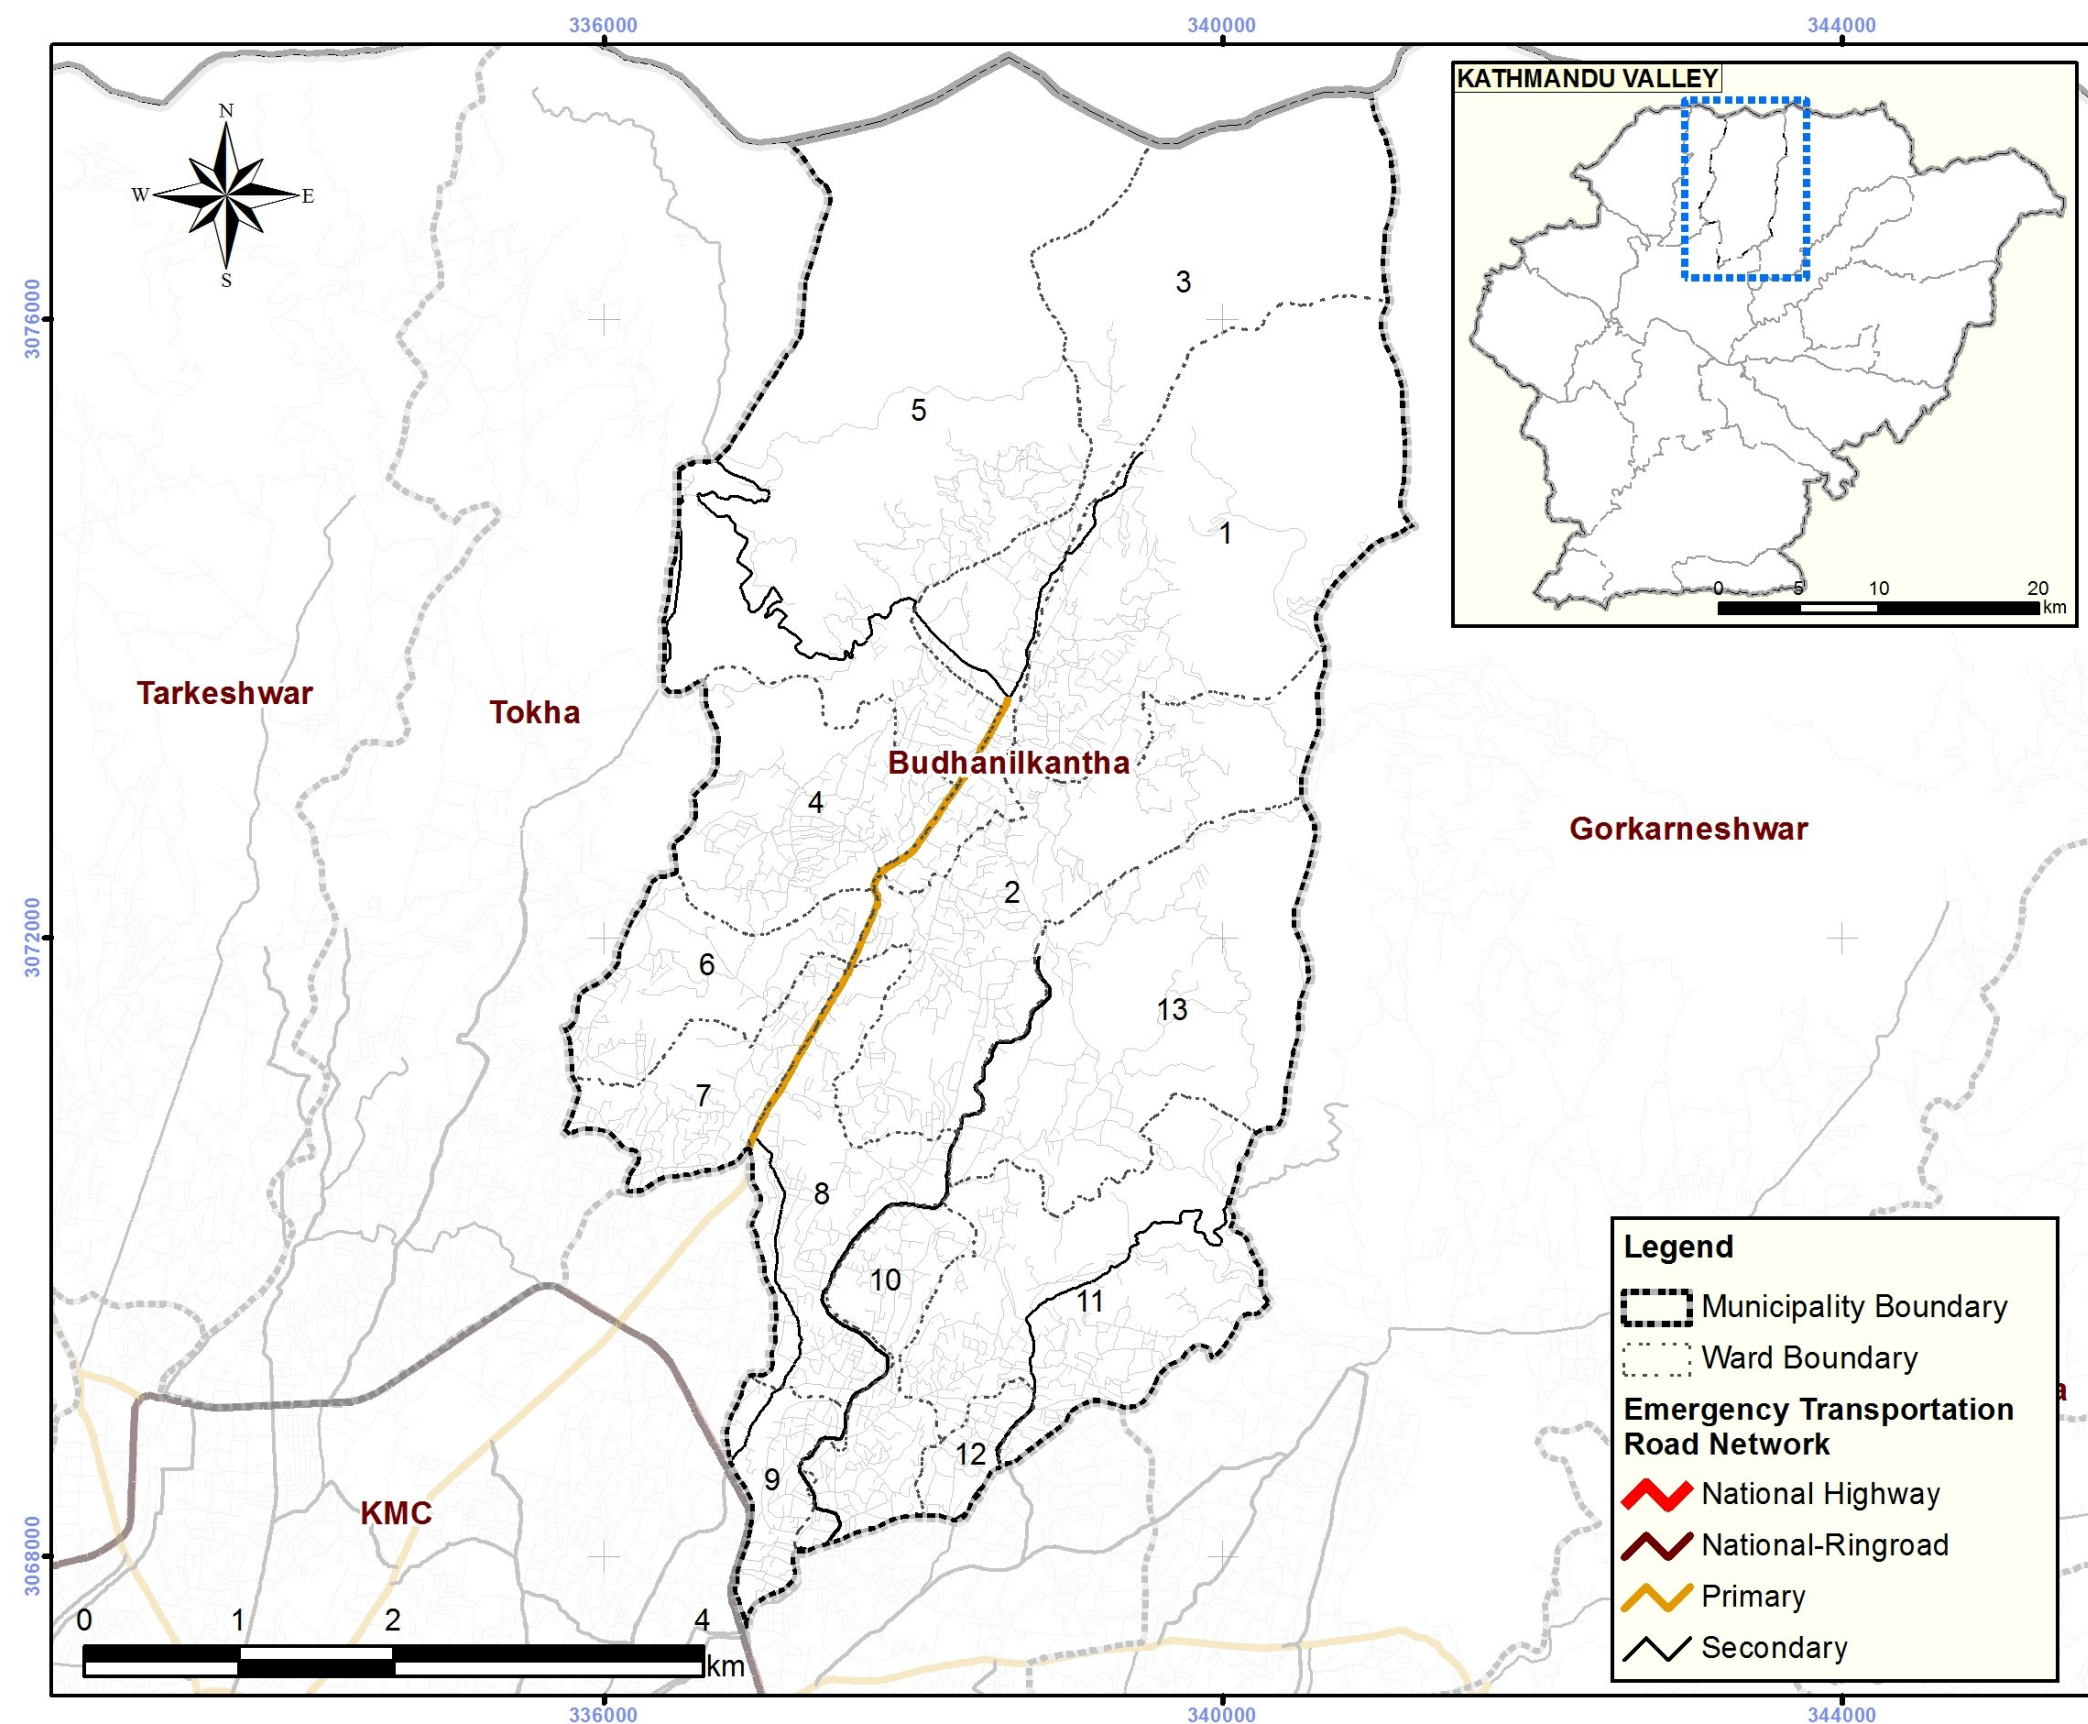 336000
340000
344000
KATHMANDU VALLEY
N
W
E
S
3076000
3
5
1
0
5
10
20
km
Tarkeshwar
Tokha
Budhanilkantha
4
Gorkarneshwar
2
3072000
6
13
7
8
10
11
12
9
KMC
a
3068000
Legend
Municipality Boundary
Ward Boundary
Emergency Transportation
Road Network
National Highway
National-Ringroad
Primary
Secondary
0
1
2
4
km
336000
340000
344000